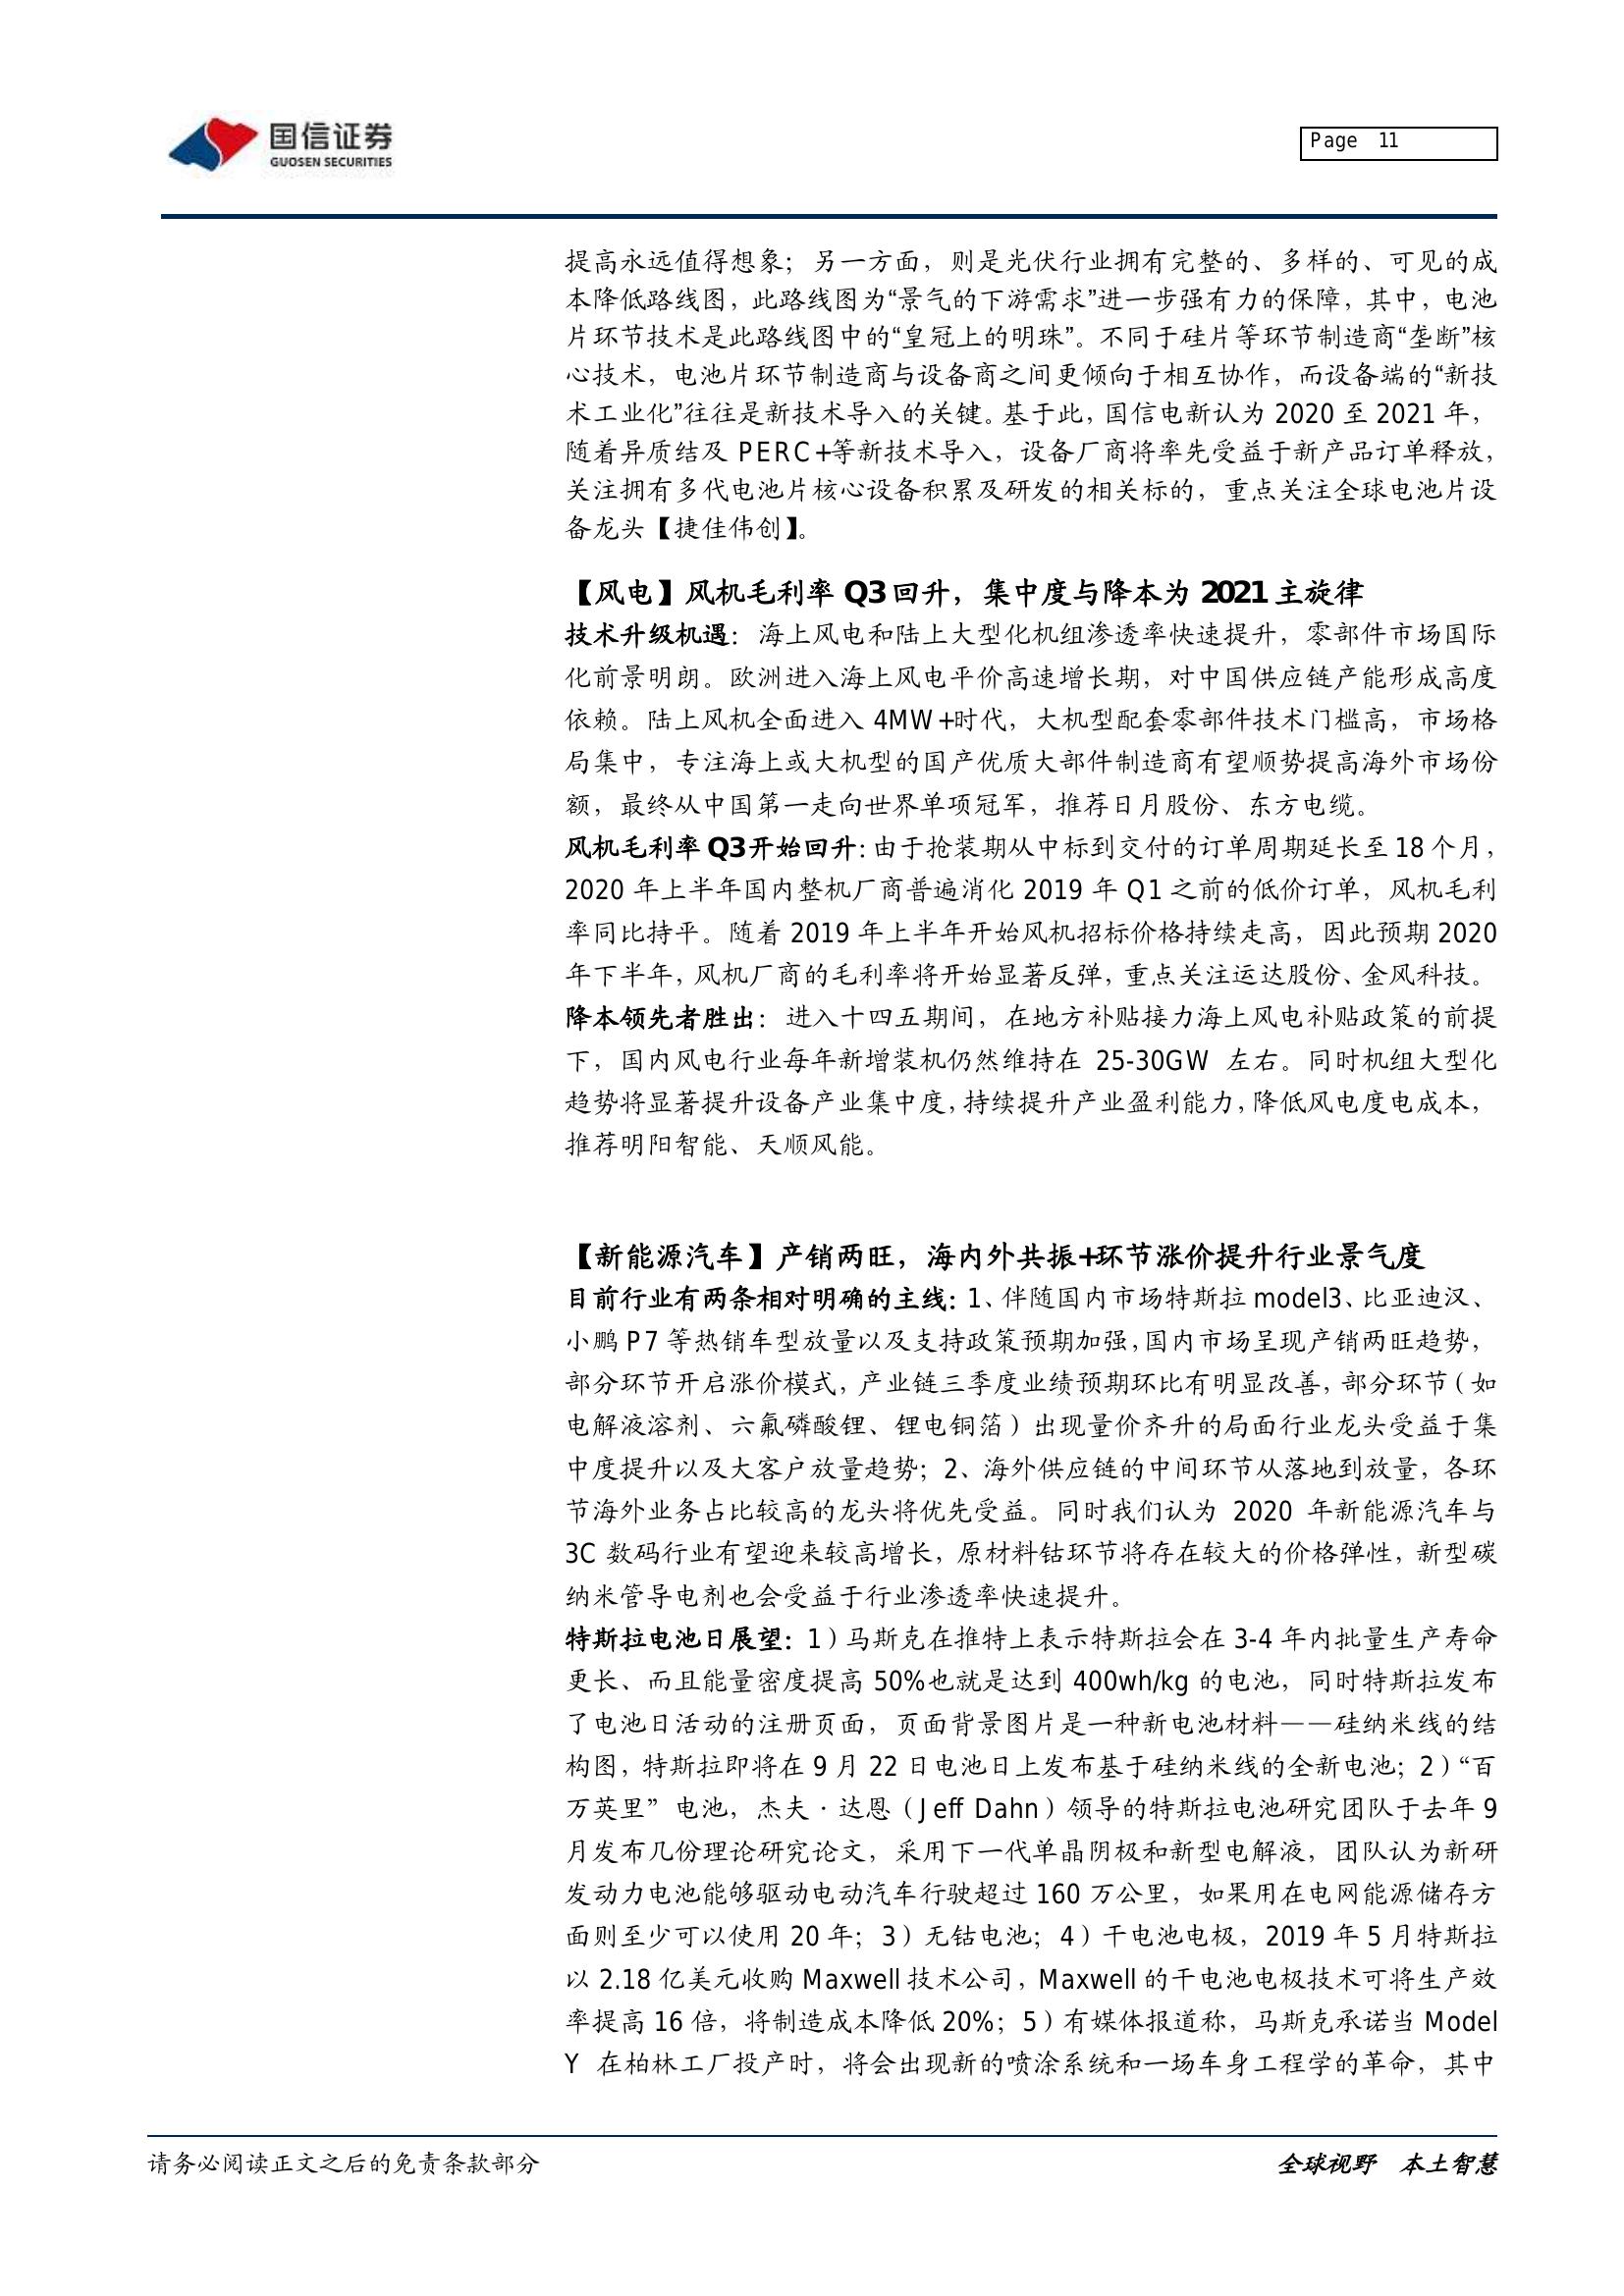 国信证券
GUOSEN SECURITIES
Page 11
提高永远值得想象；另一方面，则是光伏行业拥有完整的、多样的、可见的成
本降低路线图，此路线图为“景气的下游需求”进一步强有力的保障，其中，电池
片环节技术是此路线图中的“皇冠上的明珠”。不同于硅片等环节制造商“垄断”核
心技术，电池片环节制造商与设备商之间更倾向于相互协作，而设备端的“新技
术工业化”往往是新技术导入的关键。基于此，国信电新认为 2020 至 2021 年，
随着异质结及 PERC+等新技术导入，设备厂商将率先受益于新产品订单释放，
关注拥有多代电池片核心设备积累及研发的相关标的，重点关注全球电池片设
备龙头【捷佳伟创】。
【风电】风机毛利率 Q3 回升，集中度与降本为 2021 主旋律
技术升级机遇：海上风电和陆上大型化机组渗透率快速提升，零部件市场国际
化前景明朗。欧洲进入海上风电平价高速增长期，对中国供应链产能形成高度
依赖。陆上风机全面进入 4MW+时代，大机型配套零部件技术门槛高，市场格
局集中，专注海上或大机型的国产优质大部件制造商有望顺势提高海外市场份
额，最终从中国第一走向世界单项冠军，推荐日月股份、东方电缆。
风机毛利率 Q3 开始回升：由于抢装期从中标到交付的订单周期延长至 18 个月，
2020 年上半年国内整机厂商普遍消化 2019 年 Q1 之前的低价订单，风机毛利
率同比持平。随着 2019 年上半年开始风机招标价格持续走高，因此预期 2020
年下半年，风机厂商的毛利率将开始显著反弹，重点关注运达股份、金风科技。
降本领先者胜出：进入十四五期间，在地方补贴接力海上风电补贴政策的前提
下，国内风电行业每年新增装机仍然维持在 25-30GW 左右。同时机组大型化
趋势将显著提升设备产业集中度，持续提升产业盈利能力，降低风电度电成本，
推荐明阳智能、天顺风能。
【新能源汽车】产销两旺，海内外共振+环节涨价提升行业景气度
目前行业有两条相对明确的主线：1、伴随国内市场特斯拉 model3、比亚迪汉、
小鹏 P7 等热销车型放量以及支持政策预期加强，国内市场呈现产销两旺趋势，
部分环节开启涨价模式，产业链三季度业绩预期环比有明显改善，部分环节（如
电解液溶剂、六氟磷酸锂、锂电铜箔）出现量价齐升的局面行业龙头受益于集
中度提升以及大客户放量趋势；2、海外供应链的中间环节从落地到放量，各环
节海外业务占比较高的龙头将优先受益。同时我们认为 2020 年新能源汽车与
3C 数码行业有望迎来较高增长，原材料钴环节将存在较大的价格弹性，新型碳
纳米管导电剂也会受益于行业渗透率快速提升。
特斯拉电池日展望：1）马斯克在推特上表示特斯拉会在 3-4 年内批量生产寿命
更长、而且能量密度提高 50%也就是达到 400wh/kg 的电池，同时特斯拉发布
了电池日活动的注册页面，页面背景图片是一种新电池材料——硅纳米线的结
构图，特斯拉即将在 9 月 22 日电池日上发布基于硅纳米线的全新电池；2）“百
万英里” 电池，杰夫·达恩（Jeff Dahn）领导的特斯拉电池研究团队于去年 9
月发布几份理论研究论文，采用下一代单晶阴极和新型电解液，团队认为新研
发动力电池能够驱动电动汽车行驶超过 160 万公里，如果用在电网能源储存方
面则至少可以使用 20 年；3）无钴电池；4）干电池电极，2019 年 5 月特斯拉
以 2.18 亿美元收购 Maxwell 技术公司，Maxwell 的干电池电极技术可将生产效
率提高 16 倍，将制造成本降低 20%；5）有媒体报道称，马斯克承诺当 Model
Y 在柏林工厂投产时，将会出现新的喷涂系统和一场车身工程学的革命，其中
请务必阅读正文之后的免责条款部分
全球视野 本土智慧